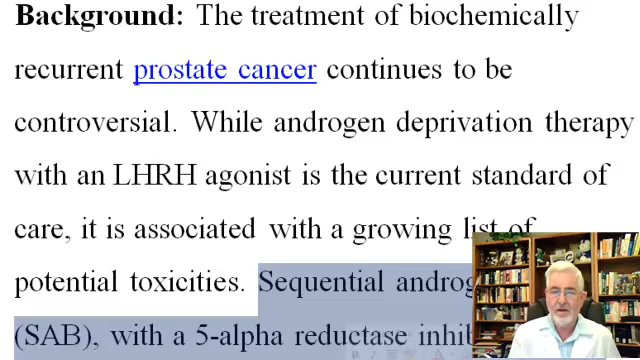 Background: The treatment of biochemically
recurrent prostate cancer continues to be
controversial. While androgen deprivation therapy
with an LHRH agonist is the current standard of
care, it is associated with a growing list of
potential toxicities. Sequential
(SAB), with a 5-alpha reductase